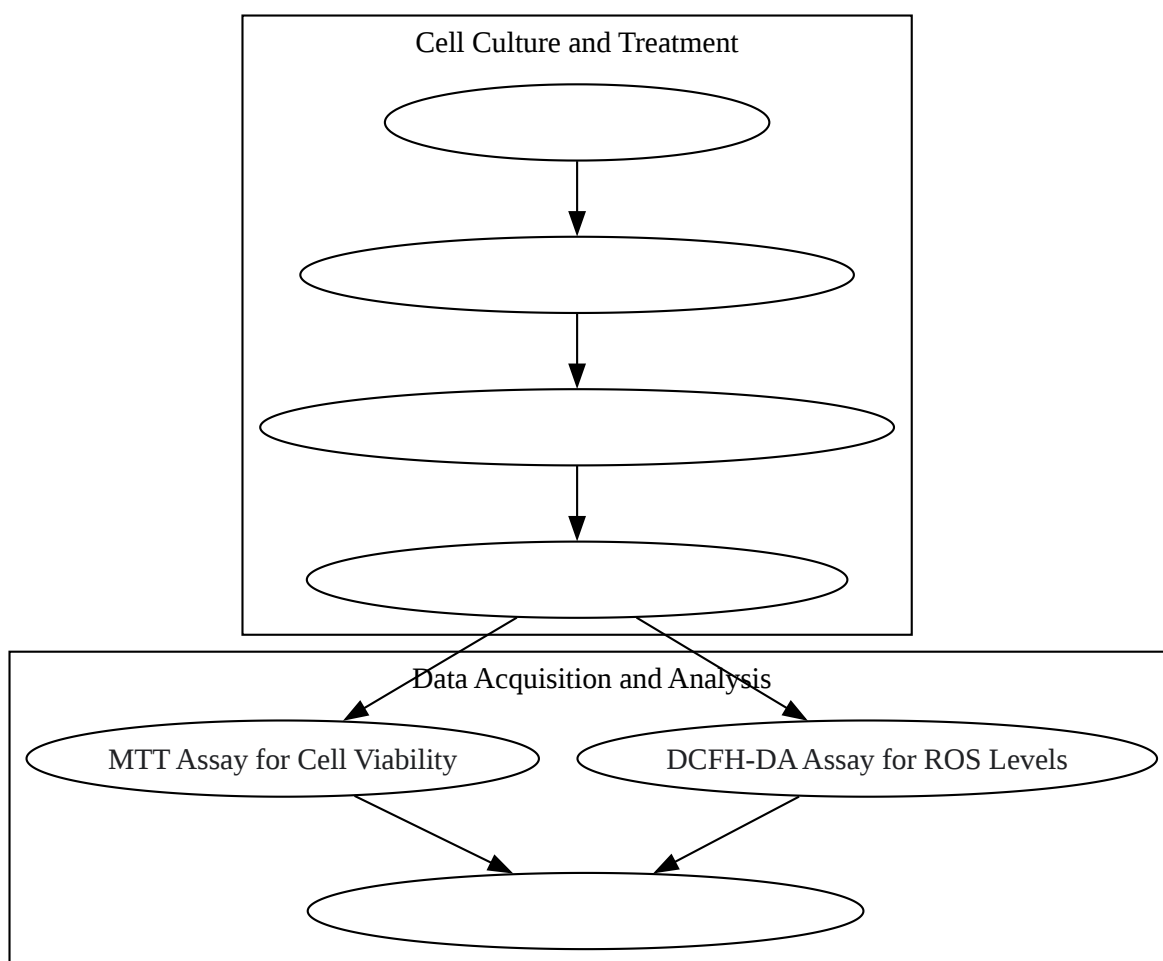 Cell Culture and Treatment
Data Acquisition and Analysis
MTT Assay for Cell Viability
DCFH-DA Assay for ROS Levels